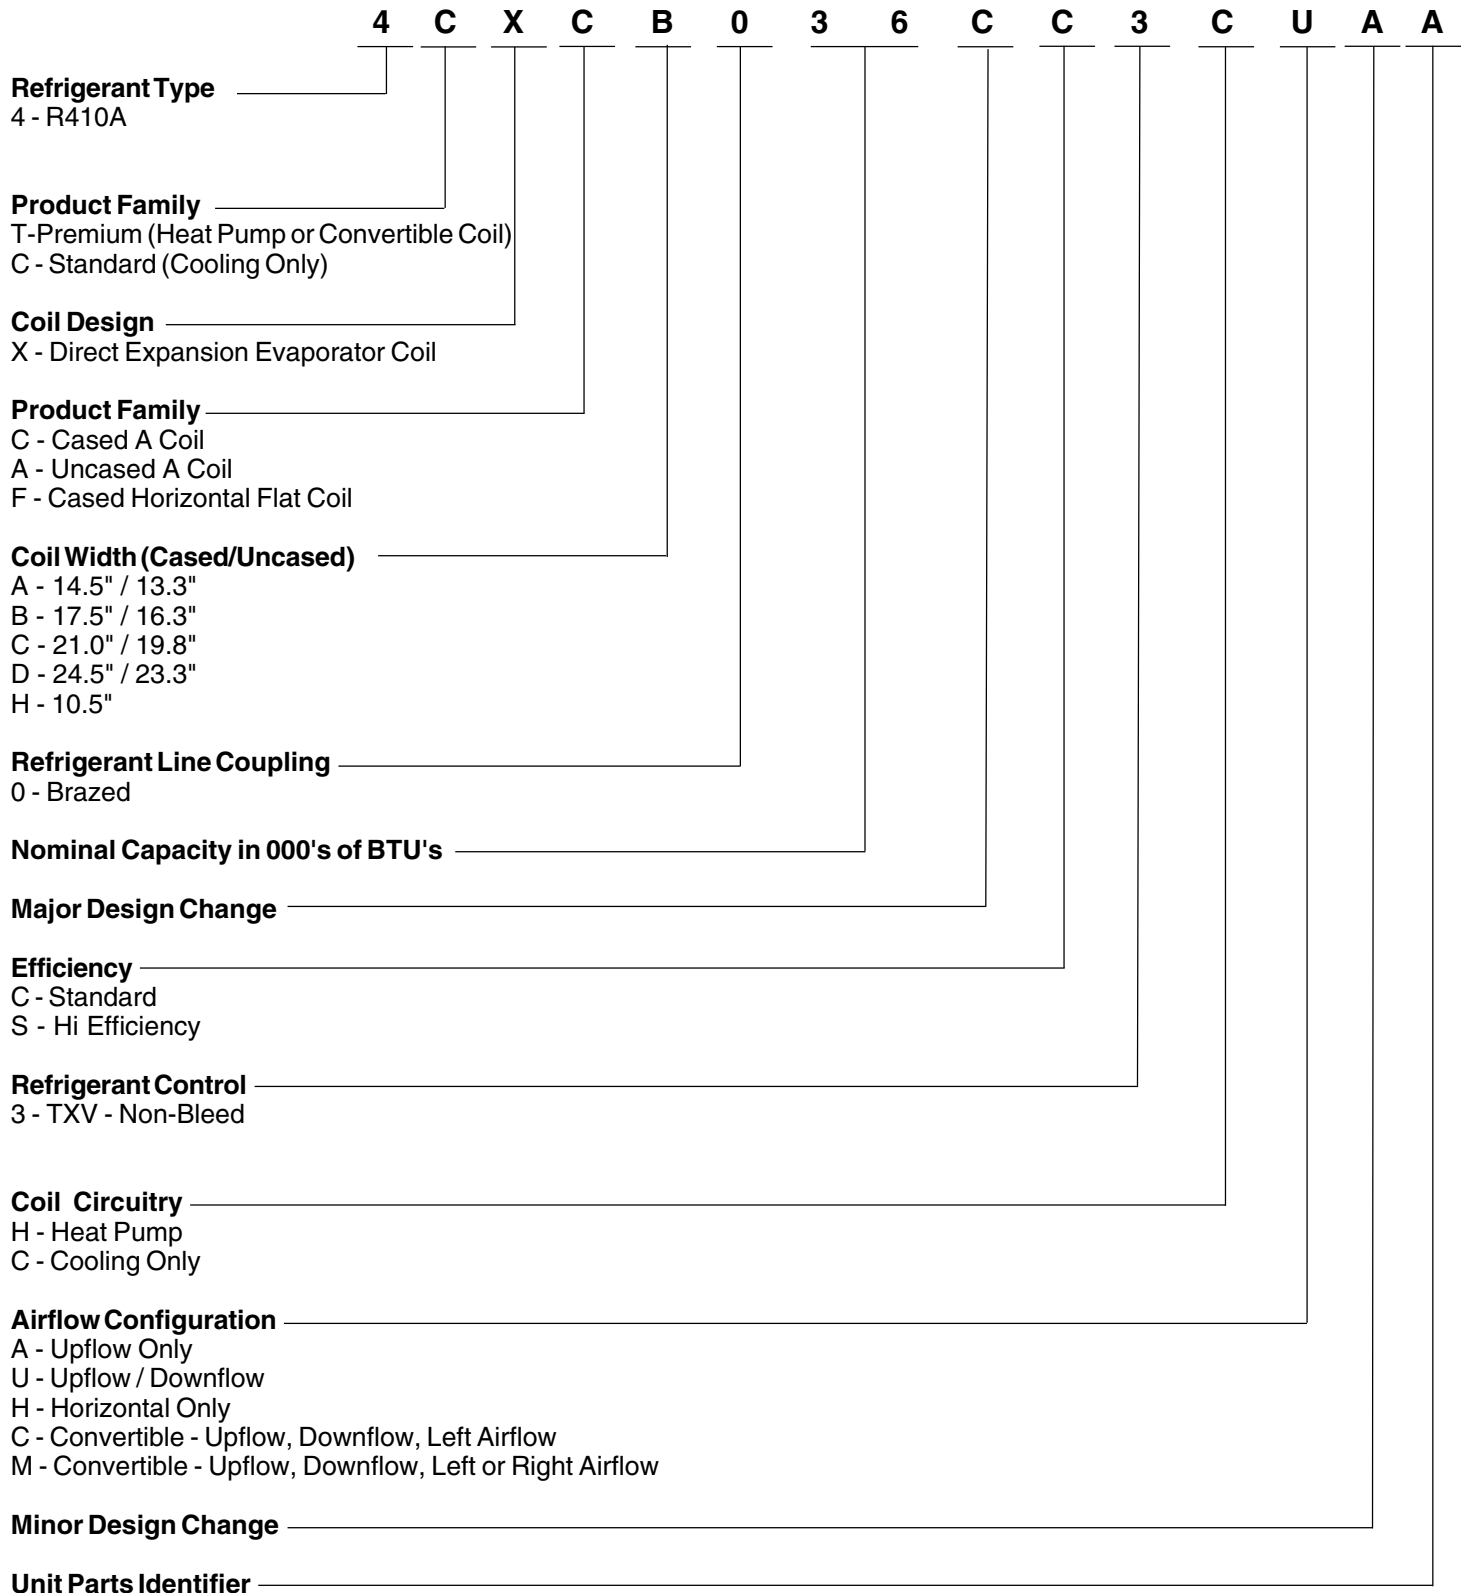 4 C X C B 0 3 6 C C 3 C U A A
Refrigerant Type
4 - R410A
Product Family
T-Premium (Heat Pump or Convertible Coil)
C - Standard (Cooling Only)
Coil Design
X - Direct Expansion Evaporator Coil
Product Family
C - Cased A Coil
A - Uncased A Coil
F - Cased Horizontal Flat Coil
Coil Width (Cased/Uncased)
A - 14.5" / 13.3"
B - 17.5" / 16.3"
C - 21.0" / 19.8"
D - 24.5" / 23.3"
H - 10.5"
Refrigerant Line Coupling
0 - Brazed
Nominal Capacity in 000's of BTU's
Major Design Change
Efficiency
C - Standard
S - Hi Efficiency
Refrigerant Control
3 - TXV - Non-Bleed
Coil Circuitry
H - Heat Pump
C - Cooling Only
Airflow Configuration
A - Upflow Only
U - Upflow / Downflow
H - Horizontal Only
C - Convertible - Upflow, Downflow, Left Airflow
M - Convertible - Upflow, Downflow, Left or Right Airflow
Minor Design Change
Unit Parts Identifier